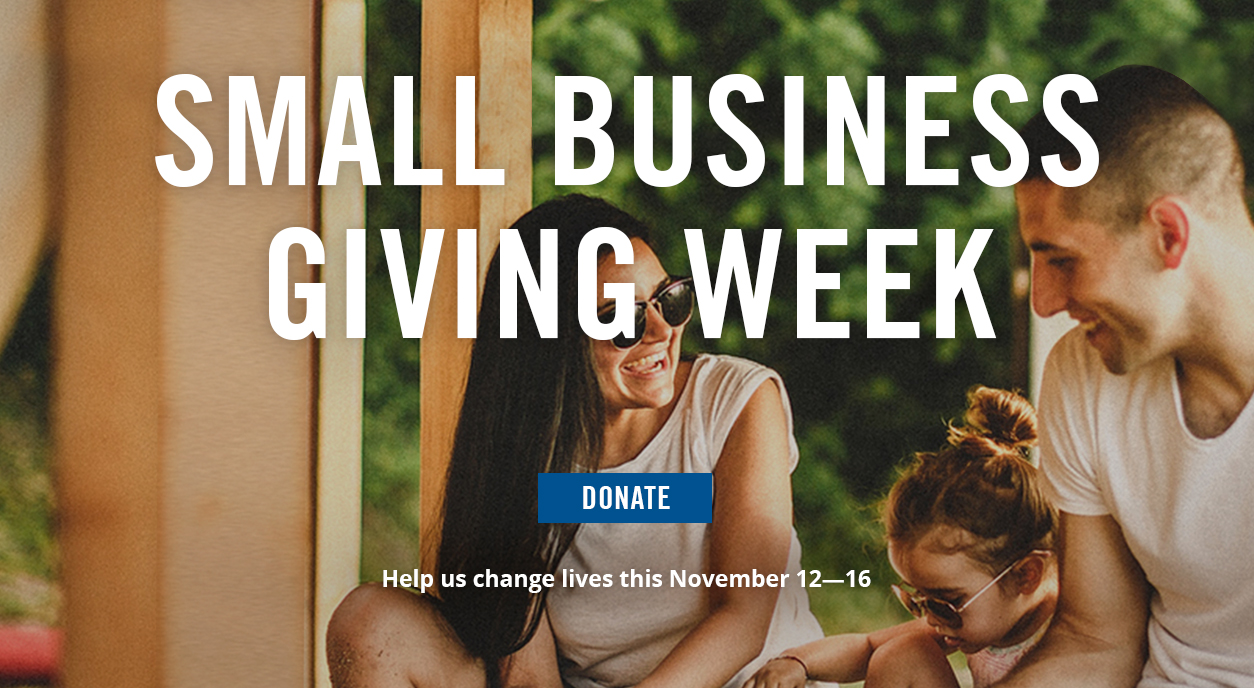 SMALL BUSINESS
GIVING WEEK
DONATE
Help us change lives this November 12—16